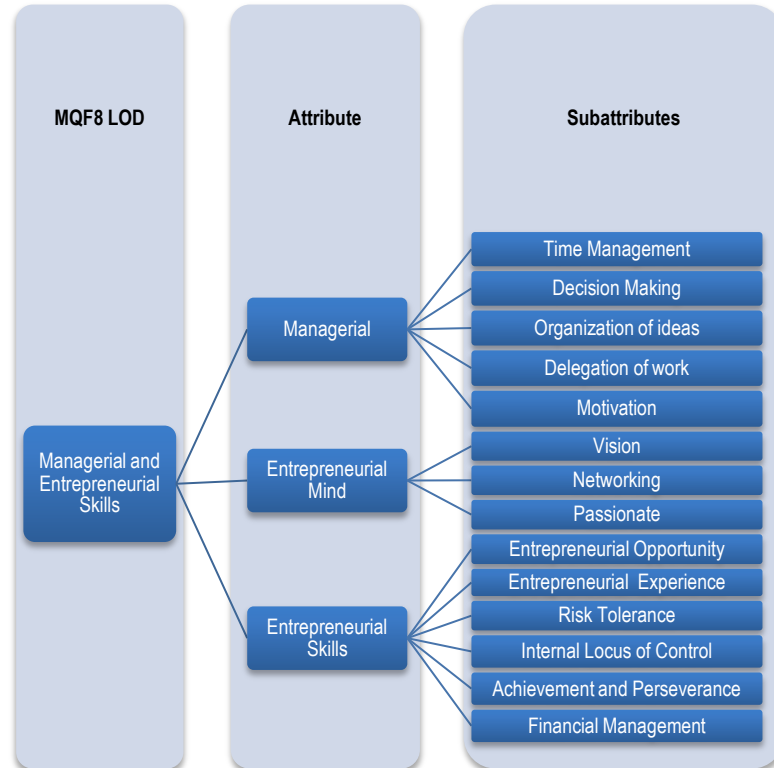 MQF8 LOD
Attribute
Subattributes
Managerial and
Entrepreneurial
Skills
Managerial
Entrepreneurial
Mind
Entrepreneurial
Skills
Time Management
Decision Making
Organization of ideas
Delegation of work
Motivation
Vision
Networking
Passionate
Entrepreneurial Opportunity
Entrepreneurial Experience
Risk Tolerance
Internal Locus of Control
Achievement and Perseverance
Financial Management